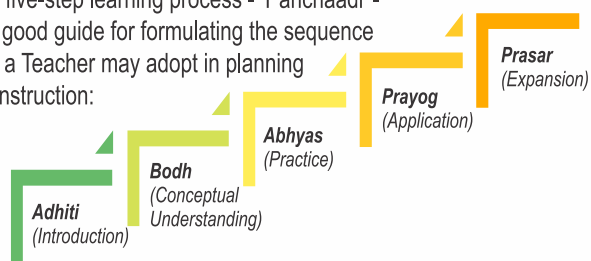 five-step learning process -
good guide for formulating the sequence
a Teacher may adopt in planning
nstruction:
Prasar
(Expansion)
Prayog
(Application)
Abhyas
(Practice)
Bodh
(Conceptual
Understanding)
Adhiti
(Introduction)